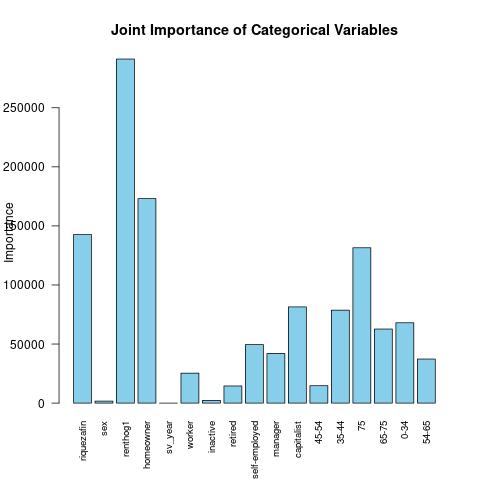 Joint Importance of Categorical Variables
Importance
250000
200000
150000
100000
50000
0
riquezafin
sex
renthog1
homeowner
sv_year
worker
inactive
retired
self-employed
manager
capitalist
45-54
35-44
75
65-75
0-34
54-65